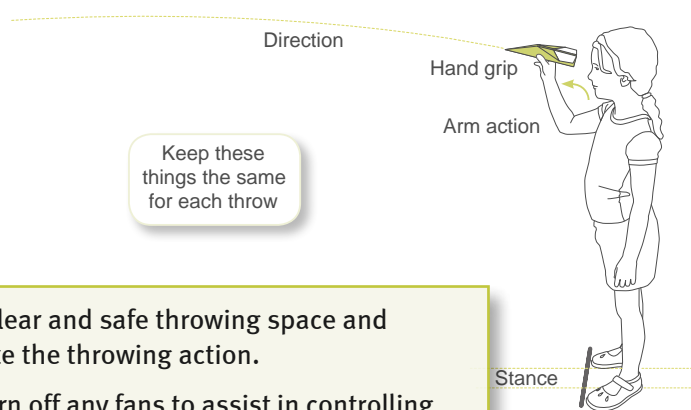 Direction
Hand grip
Arm action
Keep these
things the same
for each throw
lear and safe throwing space and
the throwing action.
rn off any fans to assist in controlling
Stance